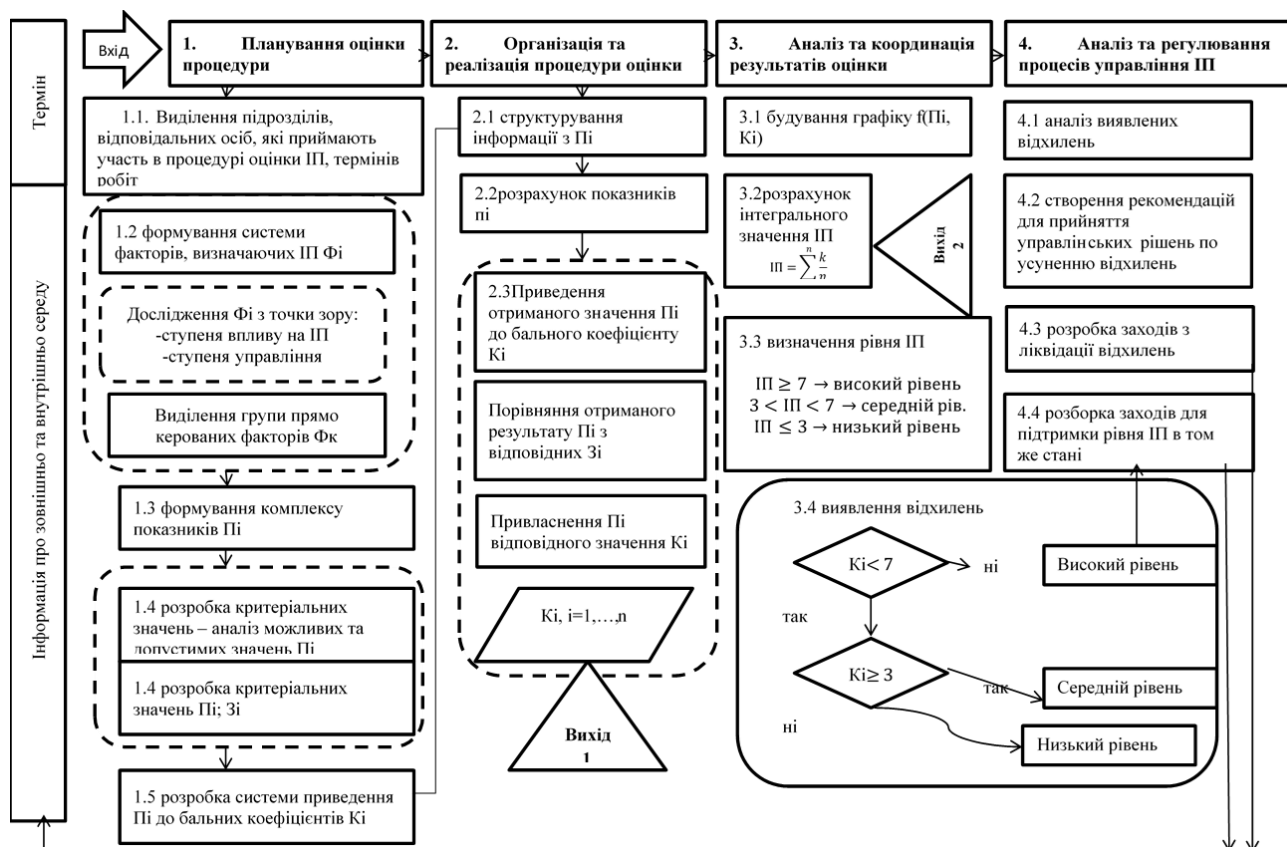 Термін
Інформація про зовнішньо та внутрішньо середу
Вхід
1. Планування оцінки
процедури
1.1. Виділення підрозділів,
відповідальних осіб, які приймають
участь в процедурі оцінки ІП, термінів
робіт
1.2 формування системи
факторів, визначаючих ІП Фі
Дослідження Фі з точки зору:
-ступеня впливу на ІП
-ступеня управління
Виділення групи прямо
керованих факторів Фк
1.3 формування комплексу
показників Пі
1.4 розробка критеріальних
значень – аналіз можливих та
допустимих значень Пі
1.4 розробка критеріальних
значень Пі; Зі
1.5 розробка системи приведення
Пі до бальних коефіцієнтів Кі
2. Організація та
реалізація процедури оцінки
2.1 структурування
інформації з Пі
2.2розрахунок показників
пі
2.3Приведення
отриманого значення Пі
до бального коефіцієнту
Кі
Порівняння отриманого
результату Пі з
відповідних Зі
Привласнення Пі
відповідного значення Кі
Кі, і=1,…,n
Вихід
1
3. Аналіз та координація
результатів оцінки
3.1 будування графіку f(Пі,
Кі)
3.2розрахунок
інтегрального
значення ІП
ІП = ∑ⁿ k/n
Вихід
2
3.3 визначення рівня ІП
ІП ≥ 7 → високий рівень
3 < ІП < 7 → середній рів.
ІП ≤ 3 → низький рівень
3.4 виявлення відхилень
Кі< 7
ні
Високий рівень
так
Кі≥ 3
так
Середній рівень
ні
Низький рівень
4. Аналіз та регулювання
процесів управління ІП
4.1 аналіз виявлених
відхилень
4.2 створення рекомендацій
для прийняття
управлінських рішень по
усуненню відхилень
4.3 розробка заходів з
ліквідації відхилень
4.4 розборка заходів для
підтримки рівня ІП в том
же стані